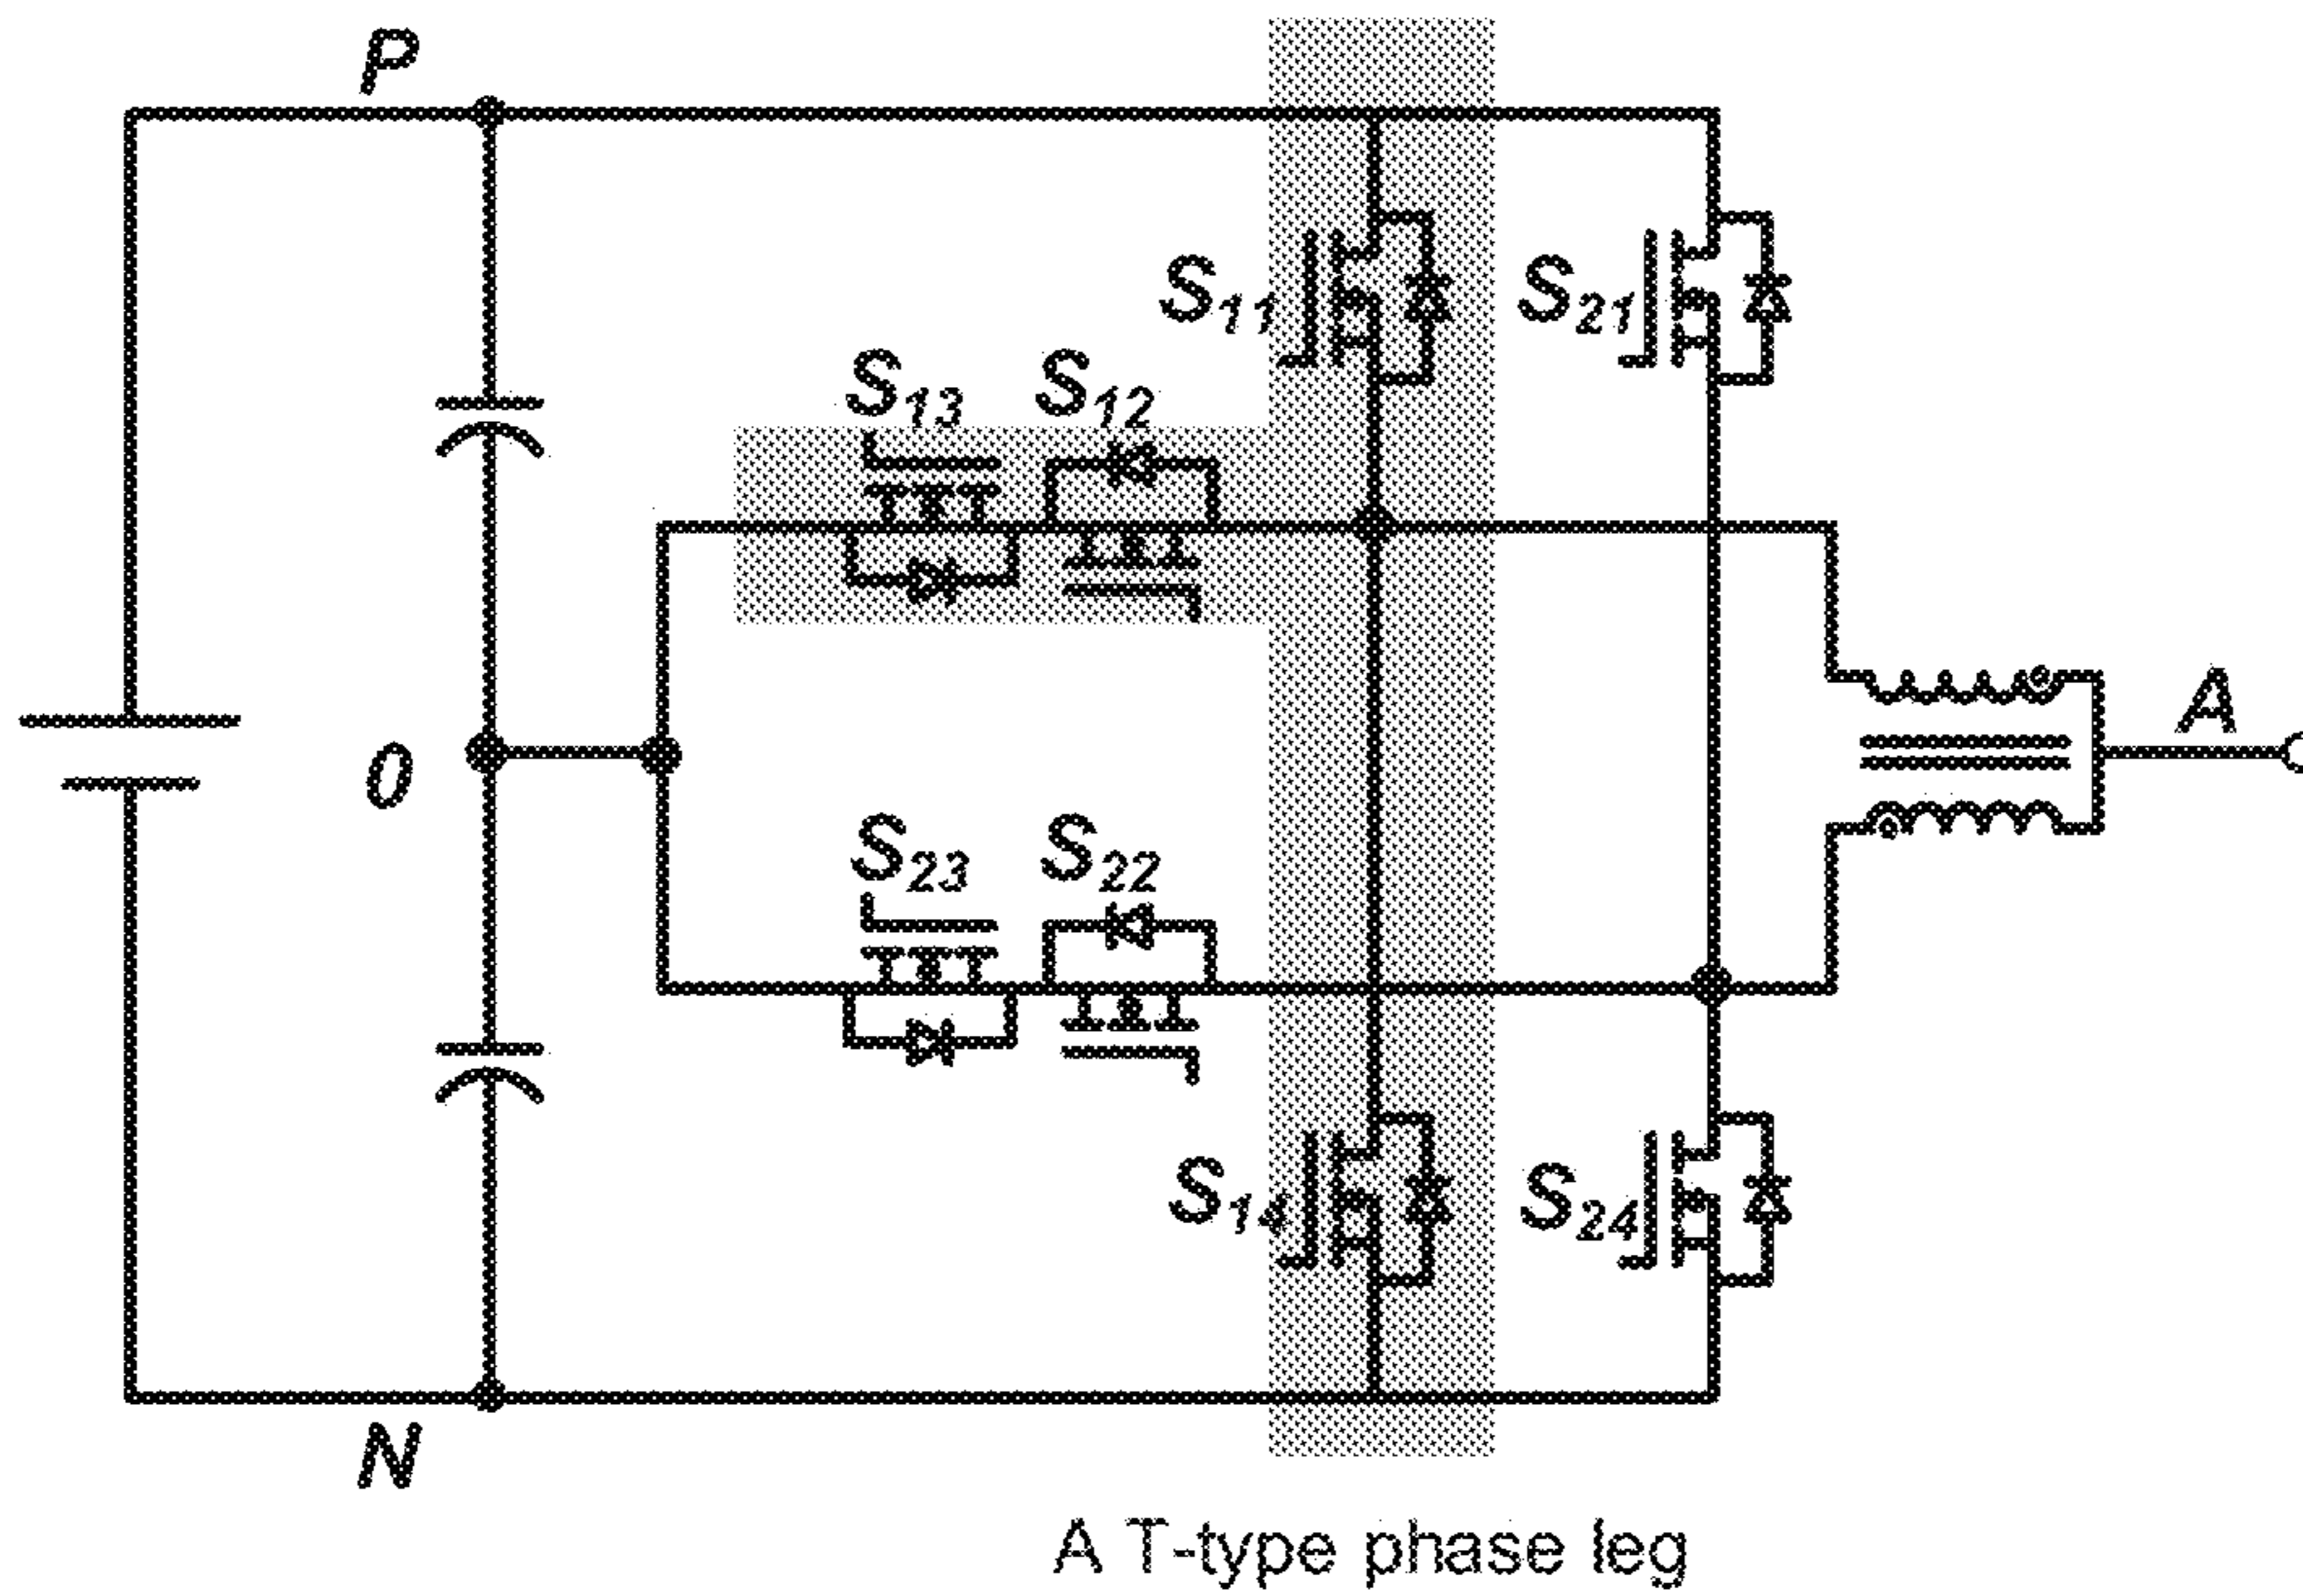 P
S11
S21
S13 S12
A
0
S23 S22
S14
S24
N
A T-type phase leg